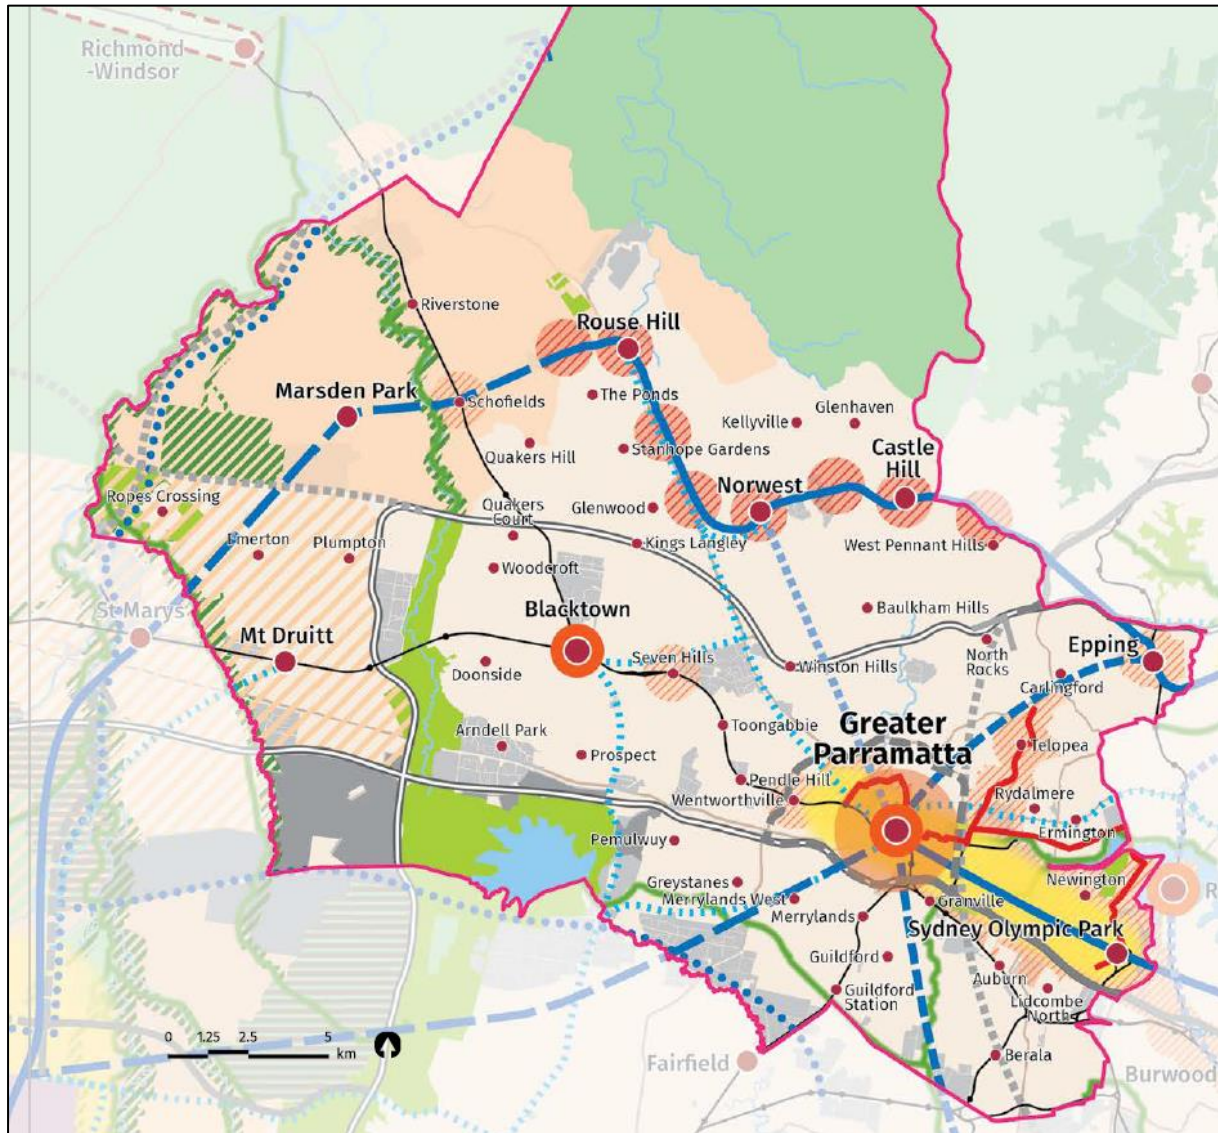 Richmond
-Windsor
Riverstone
Rouse Hill
Marsden Park
Schofields
The Ponds
Kellyville
Glenhaven
Quakers Hill
Stanhope Gardens
Castle
Hill
Norwest
Ropes Crossing
Quakers
Court
Glenwood
Emerton
Plumpton
Kings Langley
West Pennant Hills
Woodcroft
St Marys
Blacktown
Baulkham Hills
Mt Druitt
Doonside
Seven Hills
Winston Hills
North
Rocks
Epping
Carlingford
Arndell Park
Prospect
Toongabbie
Greater
Parramatta
Telopea
Pendle Hill
Wentworthville
Rydalmere
Ermington
Pemulwuy
Greystanes
Merrylands West
Merrylands
Granville
Newington
R
Sydney Olympic Park
Guildford
Auburn
Guildford
Station
Lidcombe
North
0 1.25 2.5 5
km
Fairfield
Berala
Burwood